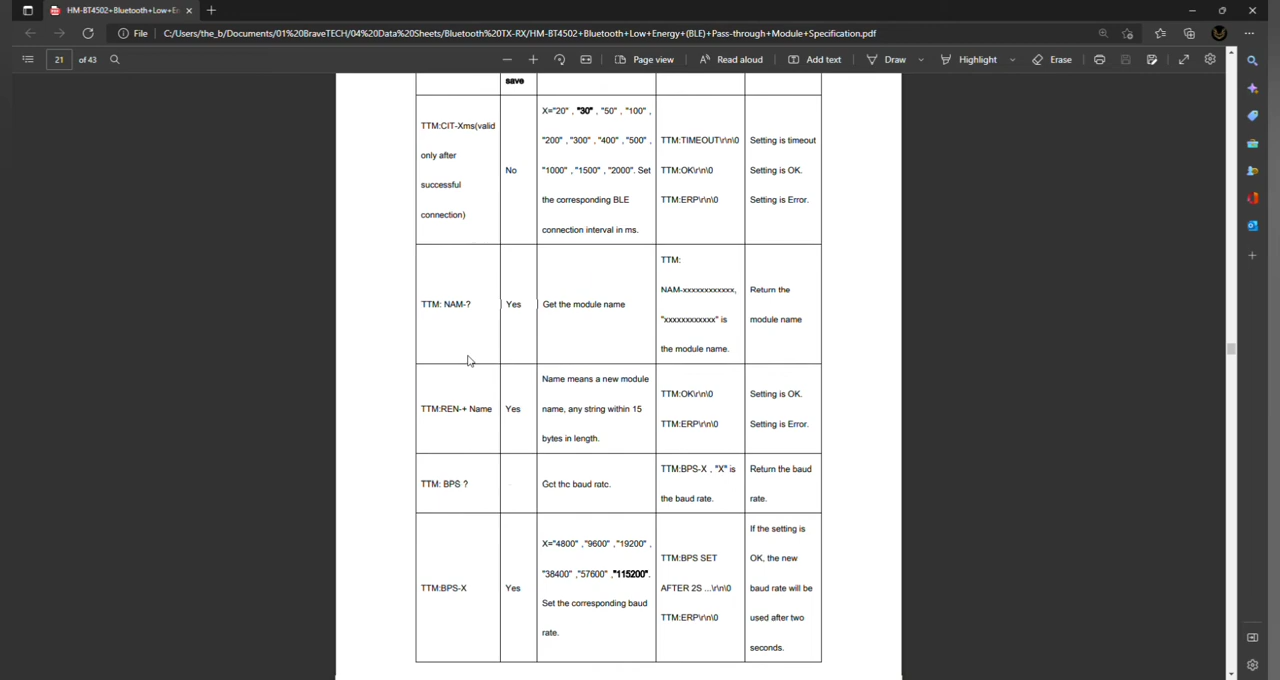 HM-BT4502+Bluetooth+Low+E
File
C:/Users/the_b/Documents/01%20BraveTECH/04%20Data%20Sheets/Bluetooth%20TX-RX/HM-BT4502+Bluetooth+Low+Energy+(BLE)+Pass-through+Module+Specification.pdf
21 of 43
Page view
Read aloud
Add text
Draw
Highlight
Erase
save
TTM:CIT-Xms(valid
only after
successful
connection)
No
X="20" , "30" , "50" , "100" ,
"200" , "300" , "400" , "500" ,
"1000" , "1500" , "2000". Set
the corresponding BLE
connection interval in ms.
TTM:TIMEOUT\r\n\0
TTM:OK\r\n\0
TTM:ERP\r\n\0
Setting is timeout
Setting is OK.
Setting is Error.
TTM: NAM-?
Yes
Get the module name
TTM:
NAM-xxxxxxxxxxxx,
"xxxxxxxxxxxx" is
the module name.
Return the
module name
TTM:REN-+ Name
Yes
Name means a new module
name, any string within 15
bytes in length.
TTM:OK\r\n\0
TTM:ERP\r\n\0
Setting is OK.
Setting is Error.
TTM: BPS ?
Get the baud rate.
TTM:BPS-X , "X" is
the baud rate.
Return the baud
rate.
TTM:BPS-X
Yes
X="4800" ,"9600" ,"19200" ,
"38400" ,"57600" ,"115200".
Set the corresponding baud
rate.
TTM:BPS SET
AFTER 2S ...\r\n\0
TTM:ERP\r\n\0
If the setting is
OK, the new
baud rate will be
used after two
seconds.